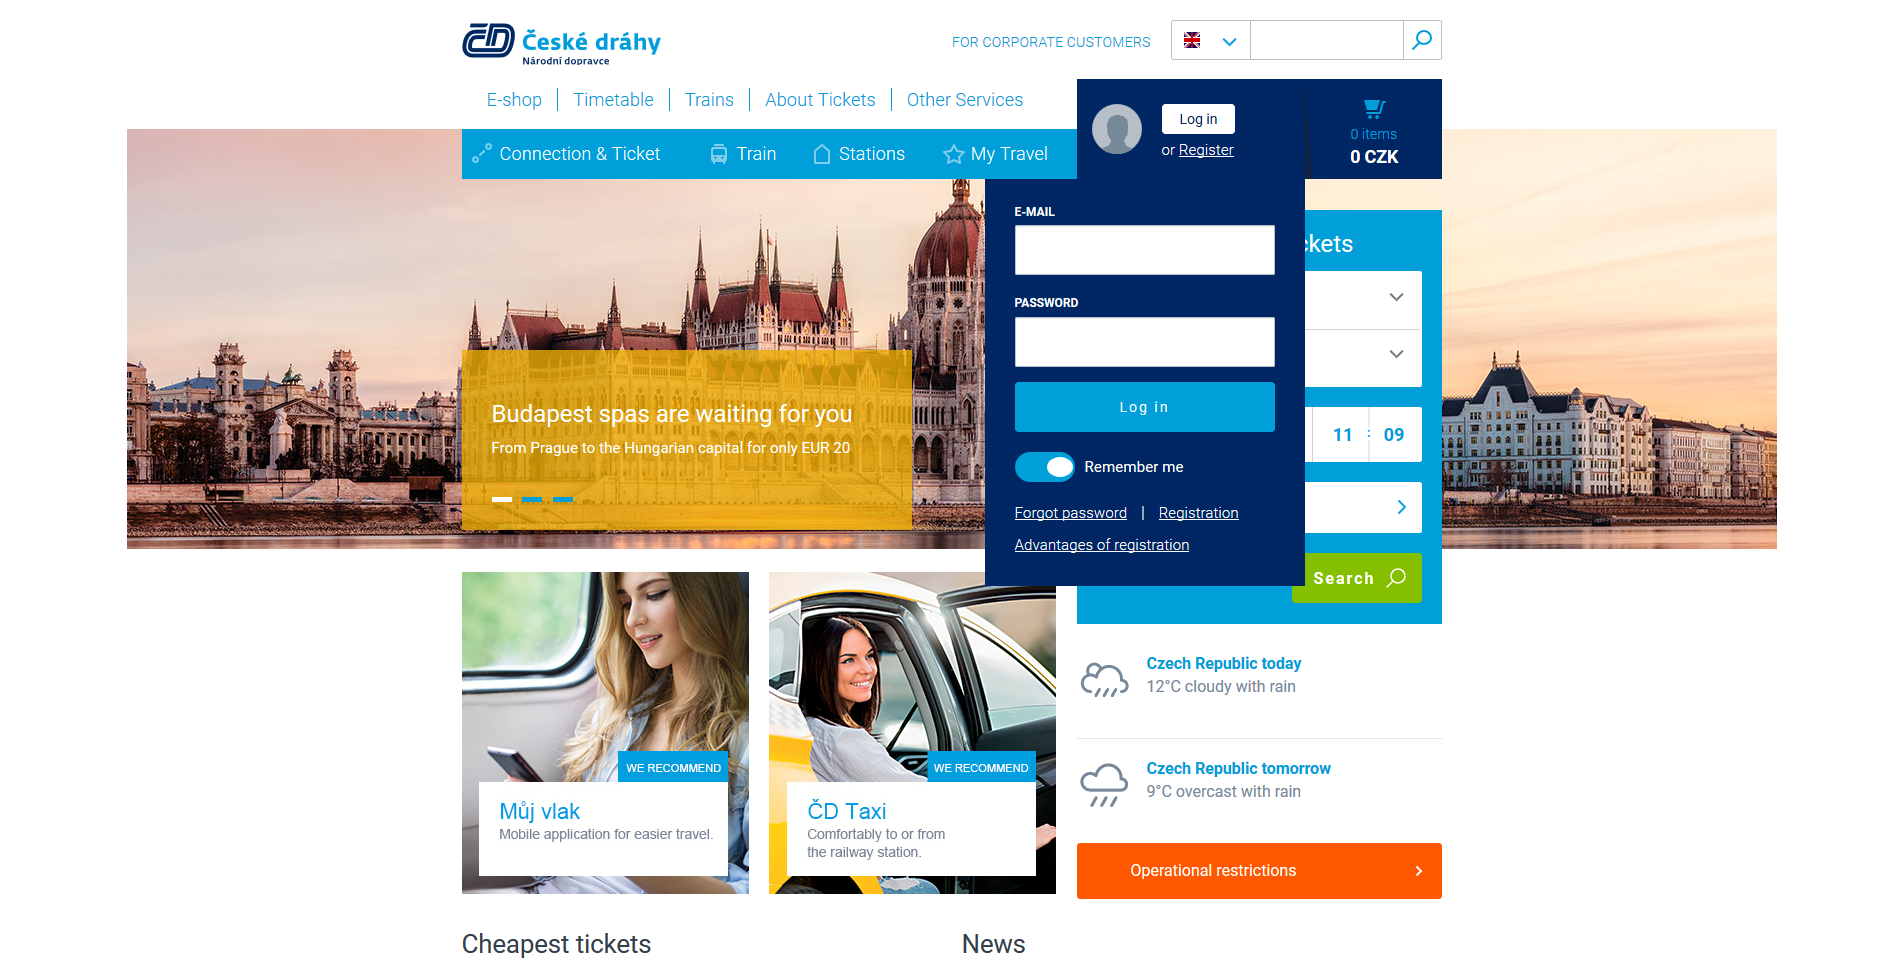 ČD České dráhy
Národní dopravce
FOR CORPORATE CUSTOMERS
E-shop | Timetable | Trains | About Tickets | Other Services
Log in
or Register
0 items
0 CZK
Connection & Ticket
Train
Stations
My Travel
E-MAIL
PASSWORD
Log in
Remember me
Forgot password | Registration
Advantages of registration
ckets
11 : 09
Search
Budapest spas are waiting for you
From Prague to the Hungarian capital for only EUR 20
WE RECOMMEND
Můj vlak
Mobile application for easier travel.
WE RECOMMEND
ČD Taxi
Comfortably to or from
the railway station.
Czech Republic today
12°C cloudy with rain
Czech Republic tomorrow
9°C overcast with rain
Operational restrictions
Cheapest tickets
News